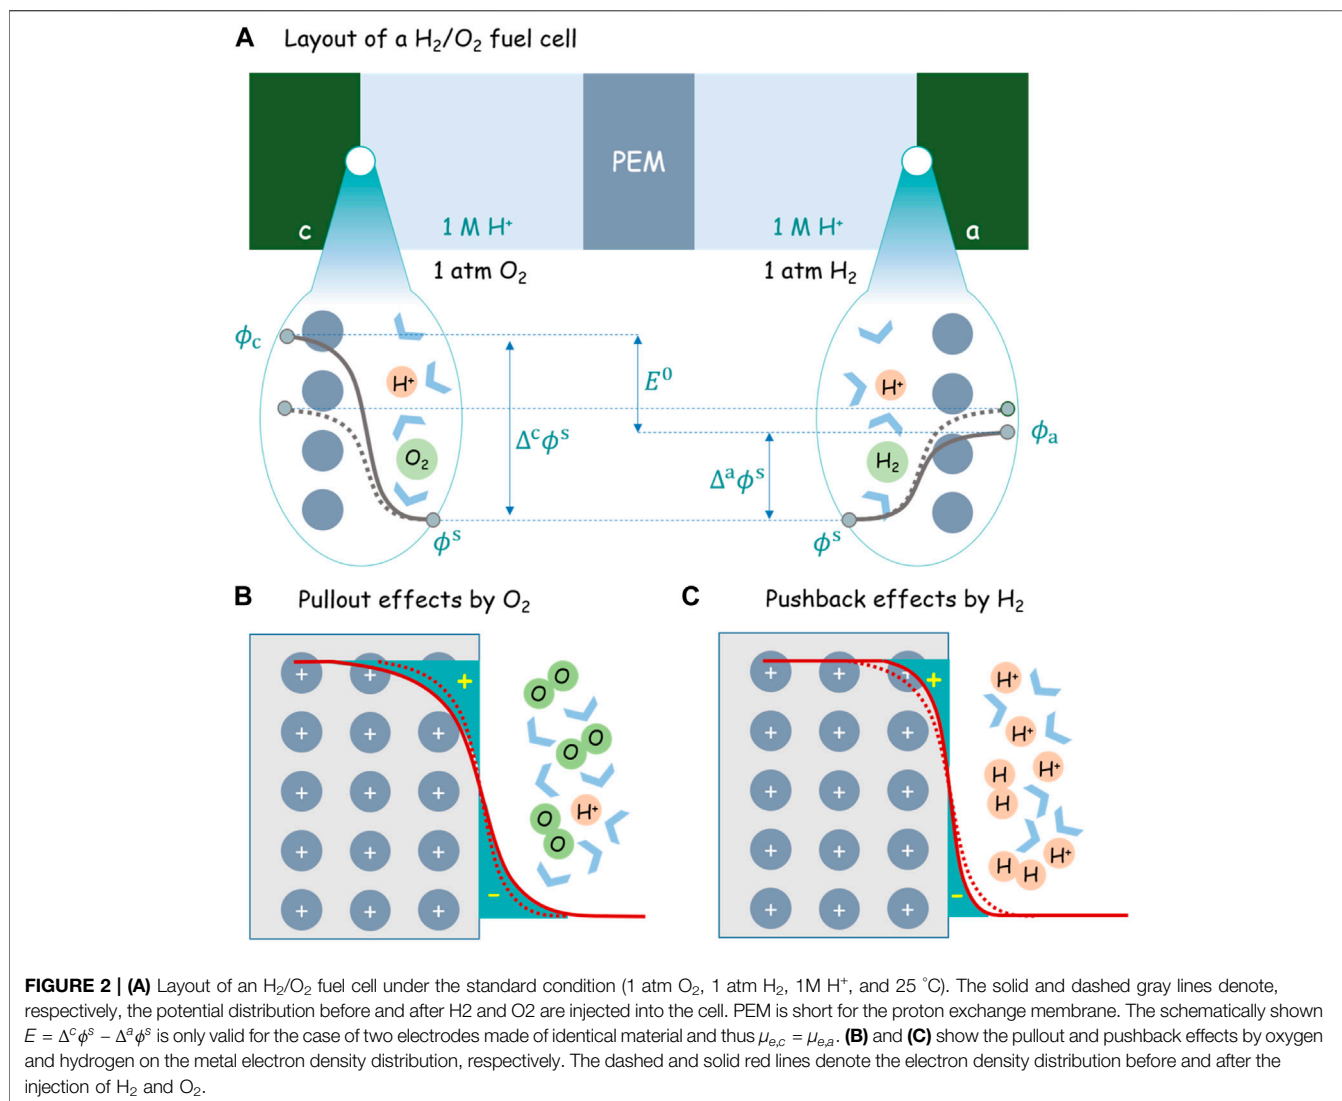 A Layout of a H₂/O₂ fuel cell
PEM
c
1 M H⁺
1 M H⁺
a
1 atm O₂
1 atm H₂
ϕc
H⁺
O₂
ϕˢ
Δᶜϕˢ
E⁰
Δᵃϕˢ
H⁺
H₂
ϕˢ
ϕa
B Pullout effects by O₂
+ + +
+ + +
+ + +
+ + +
+ + +
+
−
O O
O O
O O
H⁺
C Pushback effects by H₂
+ + +
+ + +
+ + +
+ + +
+ + +
+
−
H⁺
H⁺
H H
H⁺
H H
H⁺
FIGURE 2 | (A) Layout of an H₂/O₂ fuel cell under the standard condition (1 atm O₂, 1 atm H₂, 1M H⁺, and 25 °C). The solid and dashed gray lines denote,
respectively, the potential distribution before and after H2 and O2 are injected into the cell. PEM is short for the proton exchange membrane. The schematically shown
E = Δᶜϕˢ − Δᵃϕˢ is only valid for the case of two electrodes made of identical material and thus μe,c = μe,a. (B) and (C) show the pullout and pushback effects by oxygen
and hydrogen on the metal electron density distribution, respectively. The dashed and solid red lines denote the electron density distribution before and after the
injection of H₂ and O₂.